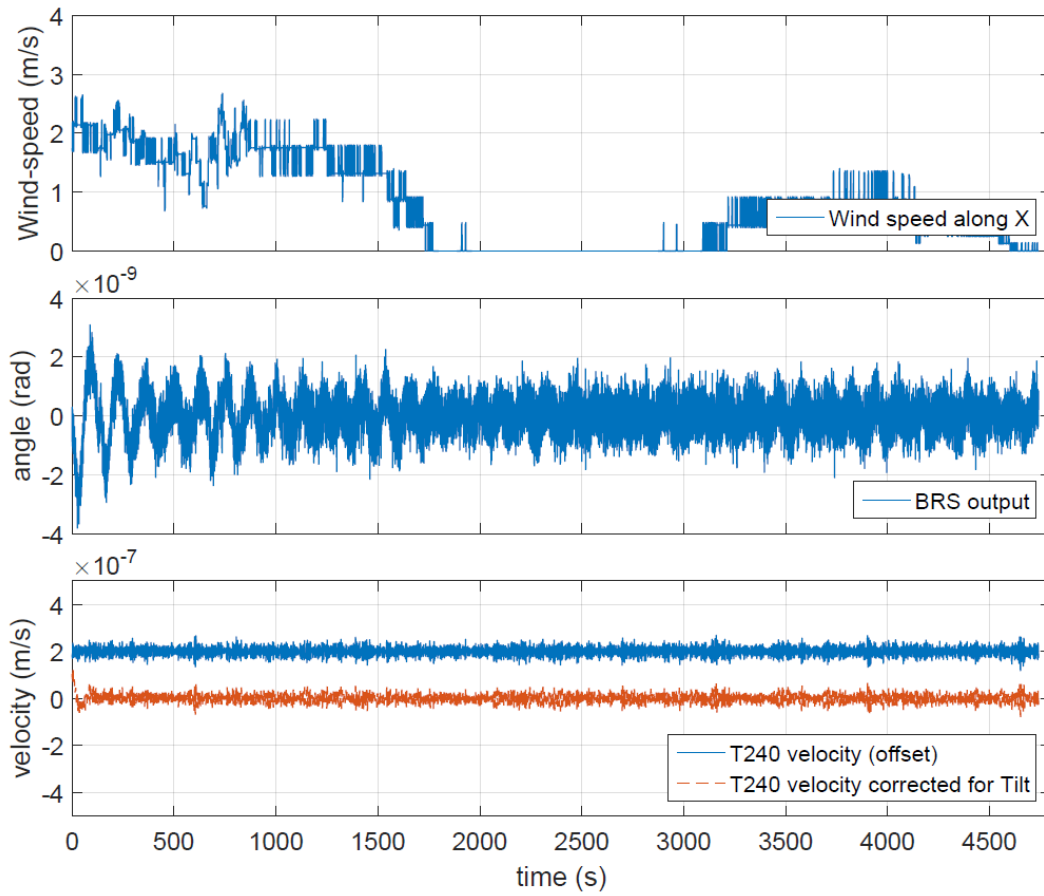 4
3
2
1
0
Wind-speed (m/s)
Wind speed along X
×10⁻⁹
4
2
0
-2
-4
angle (rad)
BRS output
×10⁻⁷
4
2
0
-2
-4
velocity (m/s)
T240 velocity (offset)
T240 velocity corrected for Tilt
0 500 1000 1500 2000 2500 3000 3500 4000 4500
time (s)